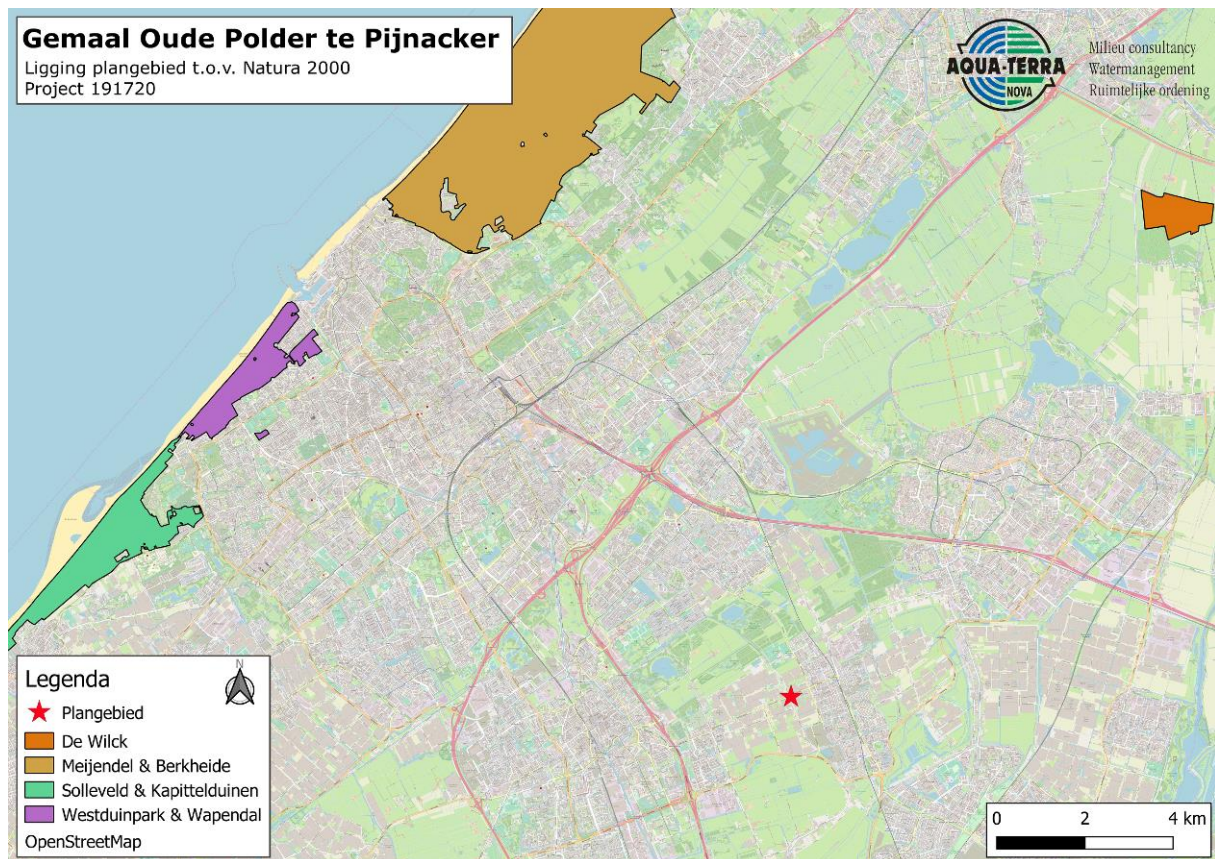 Gemaal Oude Polder te Pijnacker
Ligging plangebied t.o.v. Natura 2000
Project 191720
AQUA-TERRA
NOVA
Milieu consultancy
Watermanagement
Ruimtelijke ordening
Legenda
N
Plangebied
De Wilck
Meijendel & Berkheide
Solleveld & Kapittelduinen
Westduinpark & Wapendal
OpenStreetMap
0 2 4 km